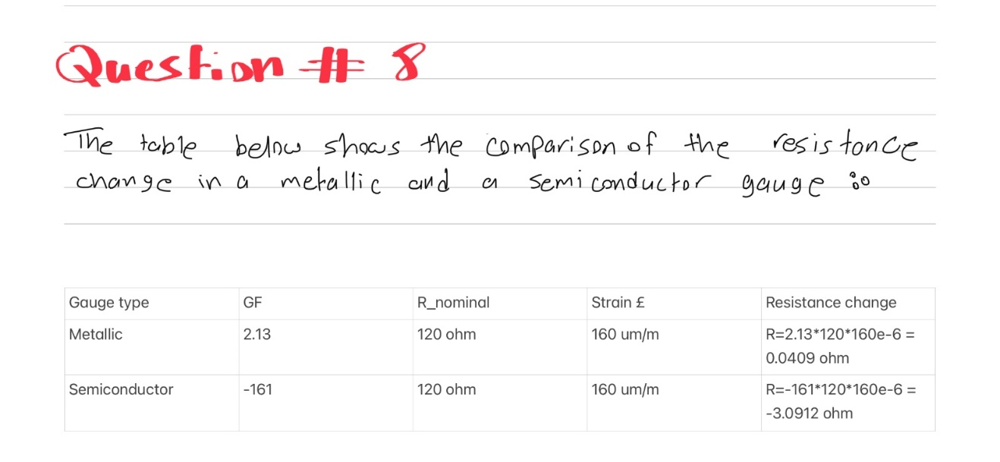 Question # 8
The table below shows the comparison of the resistance
change in a metallic and a semiconductor gauge :
Gauge type GF R_nominal Strain £ Resistance change
Metallic 2.13 120 ohm 160 um/m R=2.13*120*160e-6 =
0.0409 ohm
Semiconductor -161 120 ohm 160 um/m R=-161*120*160e-6 =
-3.0912 ohm